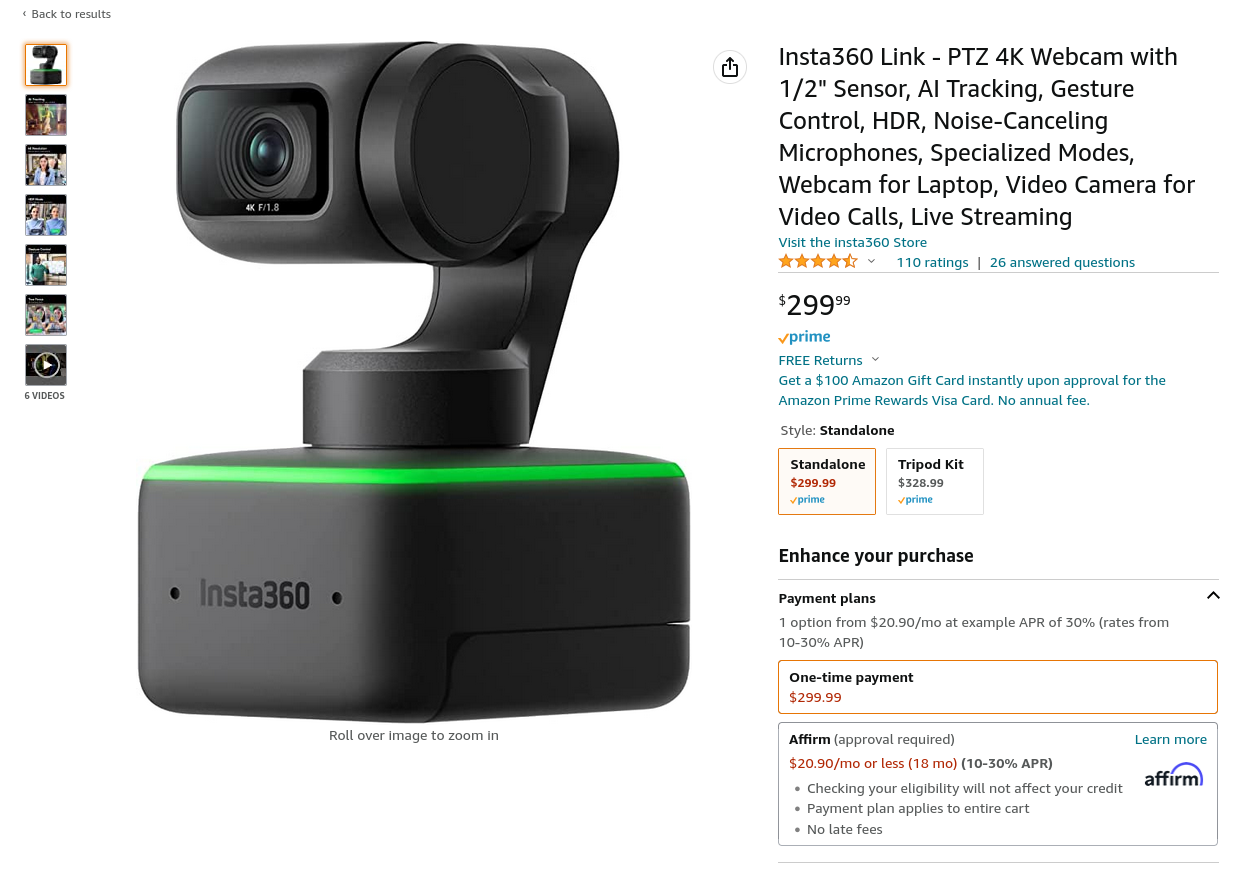 ‹ Back to results
6 VIDEOS
4K F/1.8
Insta360
Roll over image to zoom in
Insta360 Link - PTZ 4K Webcam with
1/2" Sensor, AI Tracking, Gesture
Control, HDR, Noise-Canceling
Microphones, Specialized Modes,
Webcam for Laptop, Video Camera for
Video Calls, Live Streaming
Visit the insta360 Store
110 ratings | 26 answered questions
$299⁹⁹
prime
FREE Returns
Get a $100 Amazon Gift Card instantly upon approval for the
Amazon Prime Rewards Visa Card. No annual fee.
Style: Standalone
Standalone
$299.99
prime
Tripod Kit
$328.99
prime
Enhance your purchase
Payment plans
1 option from $20.90/mo at example APR of 30% (rates from
10-30% APR)
One-time payment
$299.99
Affirm (approval required)
Learn more
$20.90/mo or less (18 mo) (10-30% APR)
affirm
• Checking your eligibility will not affect your credit
• Payment plan applies to entire cart
• No late fees